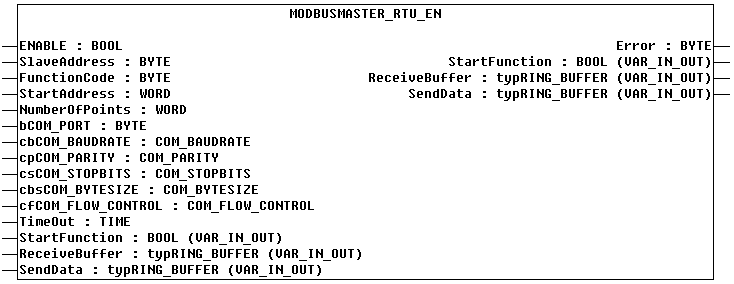 MODBUSMASTER_RTU_EN
ENABLE : BOOL Error : BYTE
SlaveAddress : BYTE StartFunction : BOOL (VAR_IN_OUT)
FunctionCode : BYTE ReceiveBuffer : typRING_BUFFER (VAR_IN_OUT)
StartAddress : WORD SendData : typRING_BUFFER (VAR_IN_OUT)
NumberOfPoints : WORD
bCOM_PORT : BYTE
cbCOM_BAUDRATE : COM_BAUDRATE
cpCOM_PARITY : COM_PARITY
csCOM_STOPBITS : COM_STOPBITS
cbsCOM_BYTESIZE : COM_BYTESIZE
cfCOM_FLOW_CONTROL : COM_FLOW_CONTROL
TimeOut : TIME
StartFunction : BOOL (VAR_IN_OUT)
ReceiveBuffer : typRING_BUFFER (VAR_IN_OUT)
SendData : typRING_BUFFER (VAR_IN_OUT)